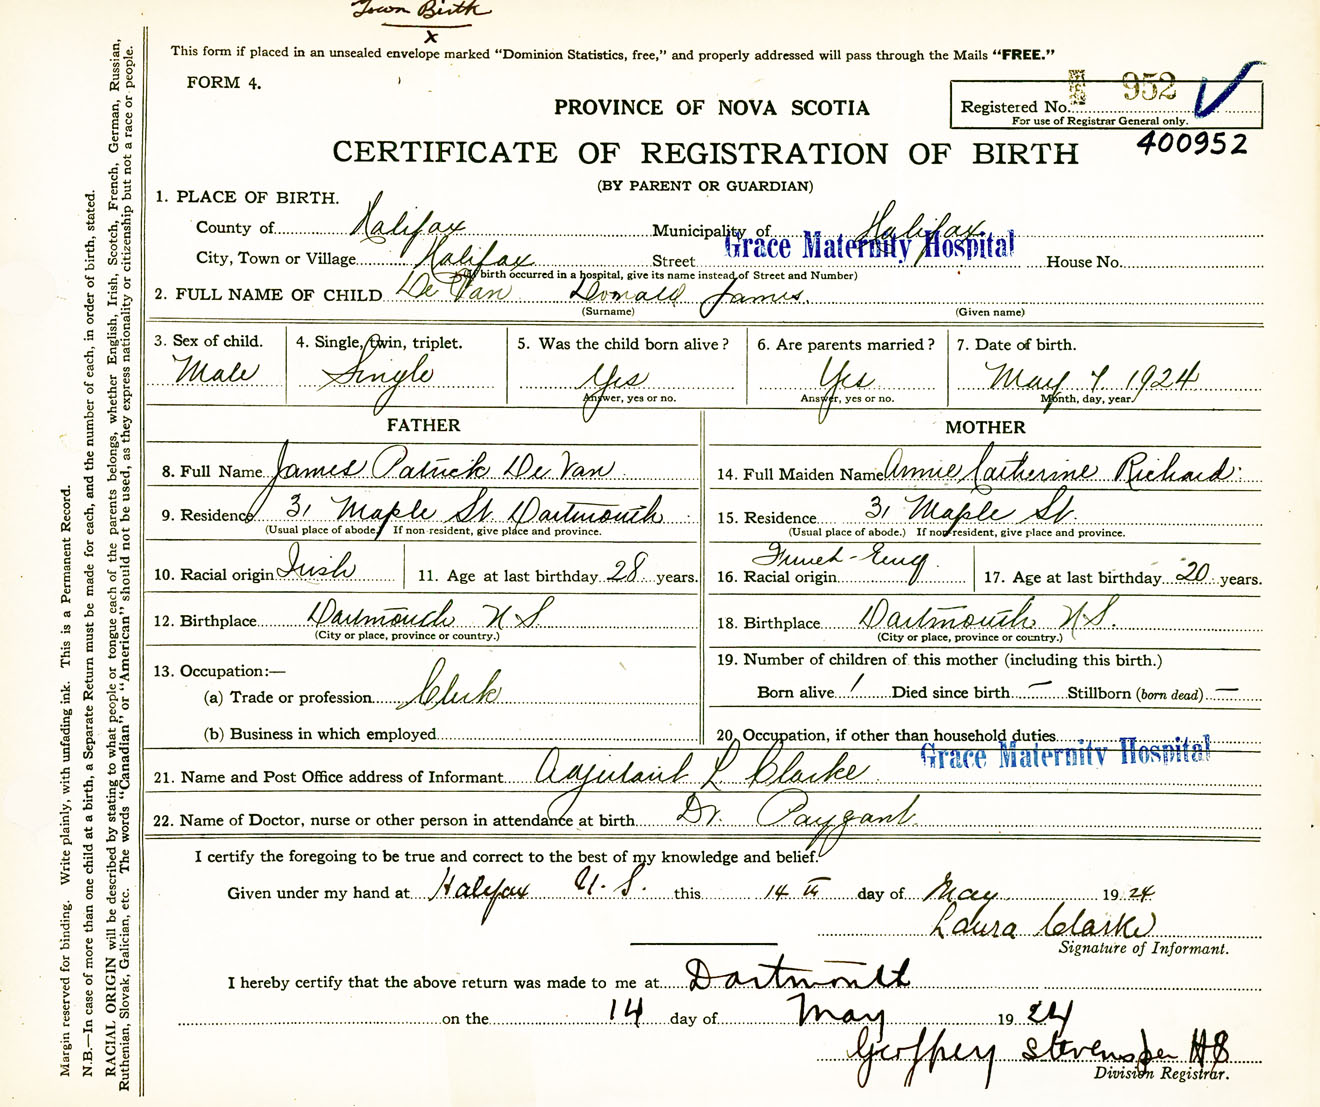 Town Birth
x
This form if placed in an unsealed envelope marked "Dominion Statistics, free," and properly addressed will pass through the Mails "FREE."
FORM 4.
PROVINCE OF NOVA SCOTIA
Registered No. 952
For use of Registrar General only.
400952
CERTIFICATE OF REGISTRATION OF BIRTH
(BY PARENT OR GUARDIAN)
1. PLACE OF BIRTH.
County of Halifax Municipality of Halifax
City, Town or Village Halifax Street Grace Maternity Hospital House No.
(If birth occurred in a hospital, give its name instead of Street and Number)
2. FULL NAME OF CHILD De Van Donald James.
(Surname) (Given name)
3. Sex of child. 4. Single, twin, triplet. 5. Was the child born alive? 6. Are parents married? 7. Date of birth.
Male Single Yes Yes May 7 1924
Answer, yes or no. Answer, yes or no. Month, day, year.
FATHER
8. Full Name James Patrick De Van
9. Residence 31 Maple St. Dartmouth
(Usual place of abode.) If non-resident, give place and province.
10. Racial origin Irish 11. Age at last birthday 28 years.
12. Birthplace Dartmouth N S
(City or place, province or country.)
13. Occupation:—
(a) Trade or profession Clerk
(b) Business in which employed
MOTHER
14. Full Maiden Name Annie Catherine Richard
15. Residence 31 Maple St.
(Usual place of abode.) If non-resident, give place and province.
16. Racial origin French-Eng. 17. Age at last birthday 20 years.
18. Birthplace Dartmouth N.S.
(City or place, province or country.)
19. Number of children of this mother (including this birth.)
Born alive 1 Died since birth — Stillborn (born dead) —
20. Occupation, if other than household duties
21. Name and Post Office address of Informant Adjutant L Clarke Grace Maternity Hospital
22. Name of Doctor, nurse or other person in attendance at birth Dr. Payzant
I certify the foregoing to be true and correct to the best of my knowledge and belief.
Given under my hand at Halifax N.S. this 14th day of May 1924
Laura Clarke
Signature of Informant.
I hereby certify that the above return was made to me at Dartmouth
on the 14 day of May 1924
Geoffrey Stevens per HS
Division Registrar.
Margin reserved for binding. Write plainly, with unfading ink. This is a Permanent Record.
N.B.—In case of more than one child at a birth, a Separate Return must be made for each, and the number of each, in order of birth, stated.
RACIAL ORIGIN will be described by stating to what people or tongue each of the parents belongs, whether English, Irish, Scotch, French, German, Russian,
Ruthenian, Slovak, Galician, etc. The words "Canadian" or "American" should not be used, as they express nationality or citizenship but not a race or people.